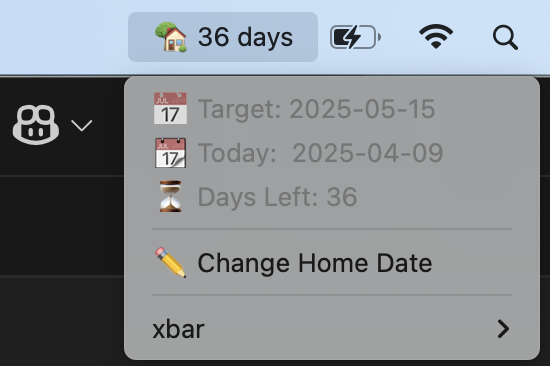 36 days
Target: 2025-05-15
Today: 2025-04-09
Days Left: 36
Change Home Date
xbar